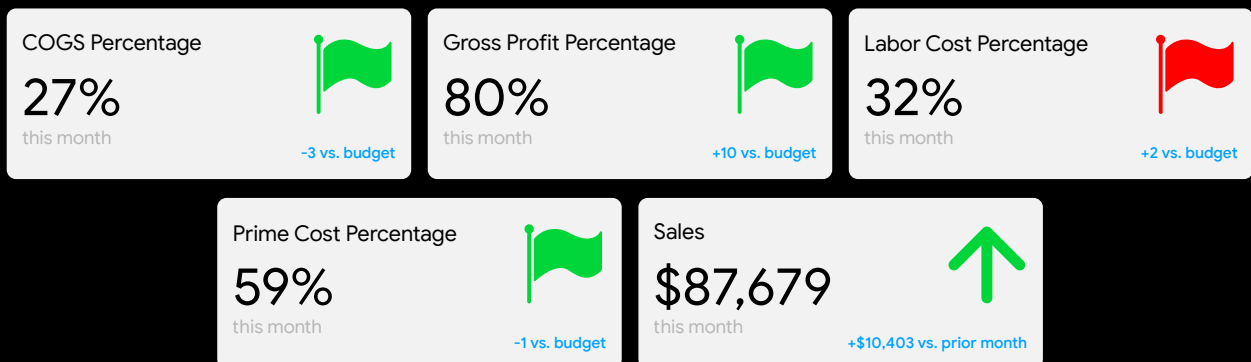 COGS Percentage
27%
this month
-3 vs. budget
Gross Profit Percentage
80%
this month
+10 vs. budget
Labor Cost Percentage
32%
this month
+2 vs. budget
Prime Cost Percentage
59%
this month
-1 vs. budget
Sales
$87,679
this month
+$10,403 vs. prior month